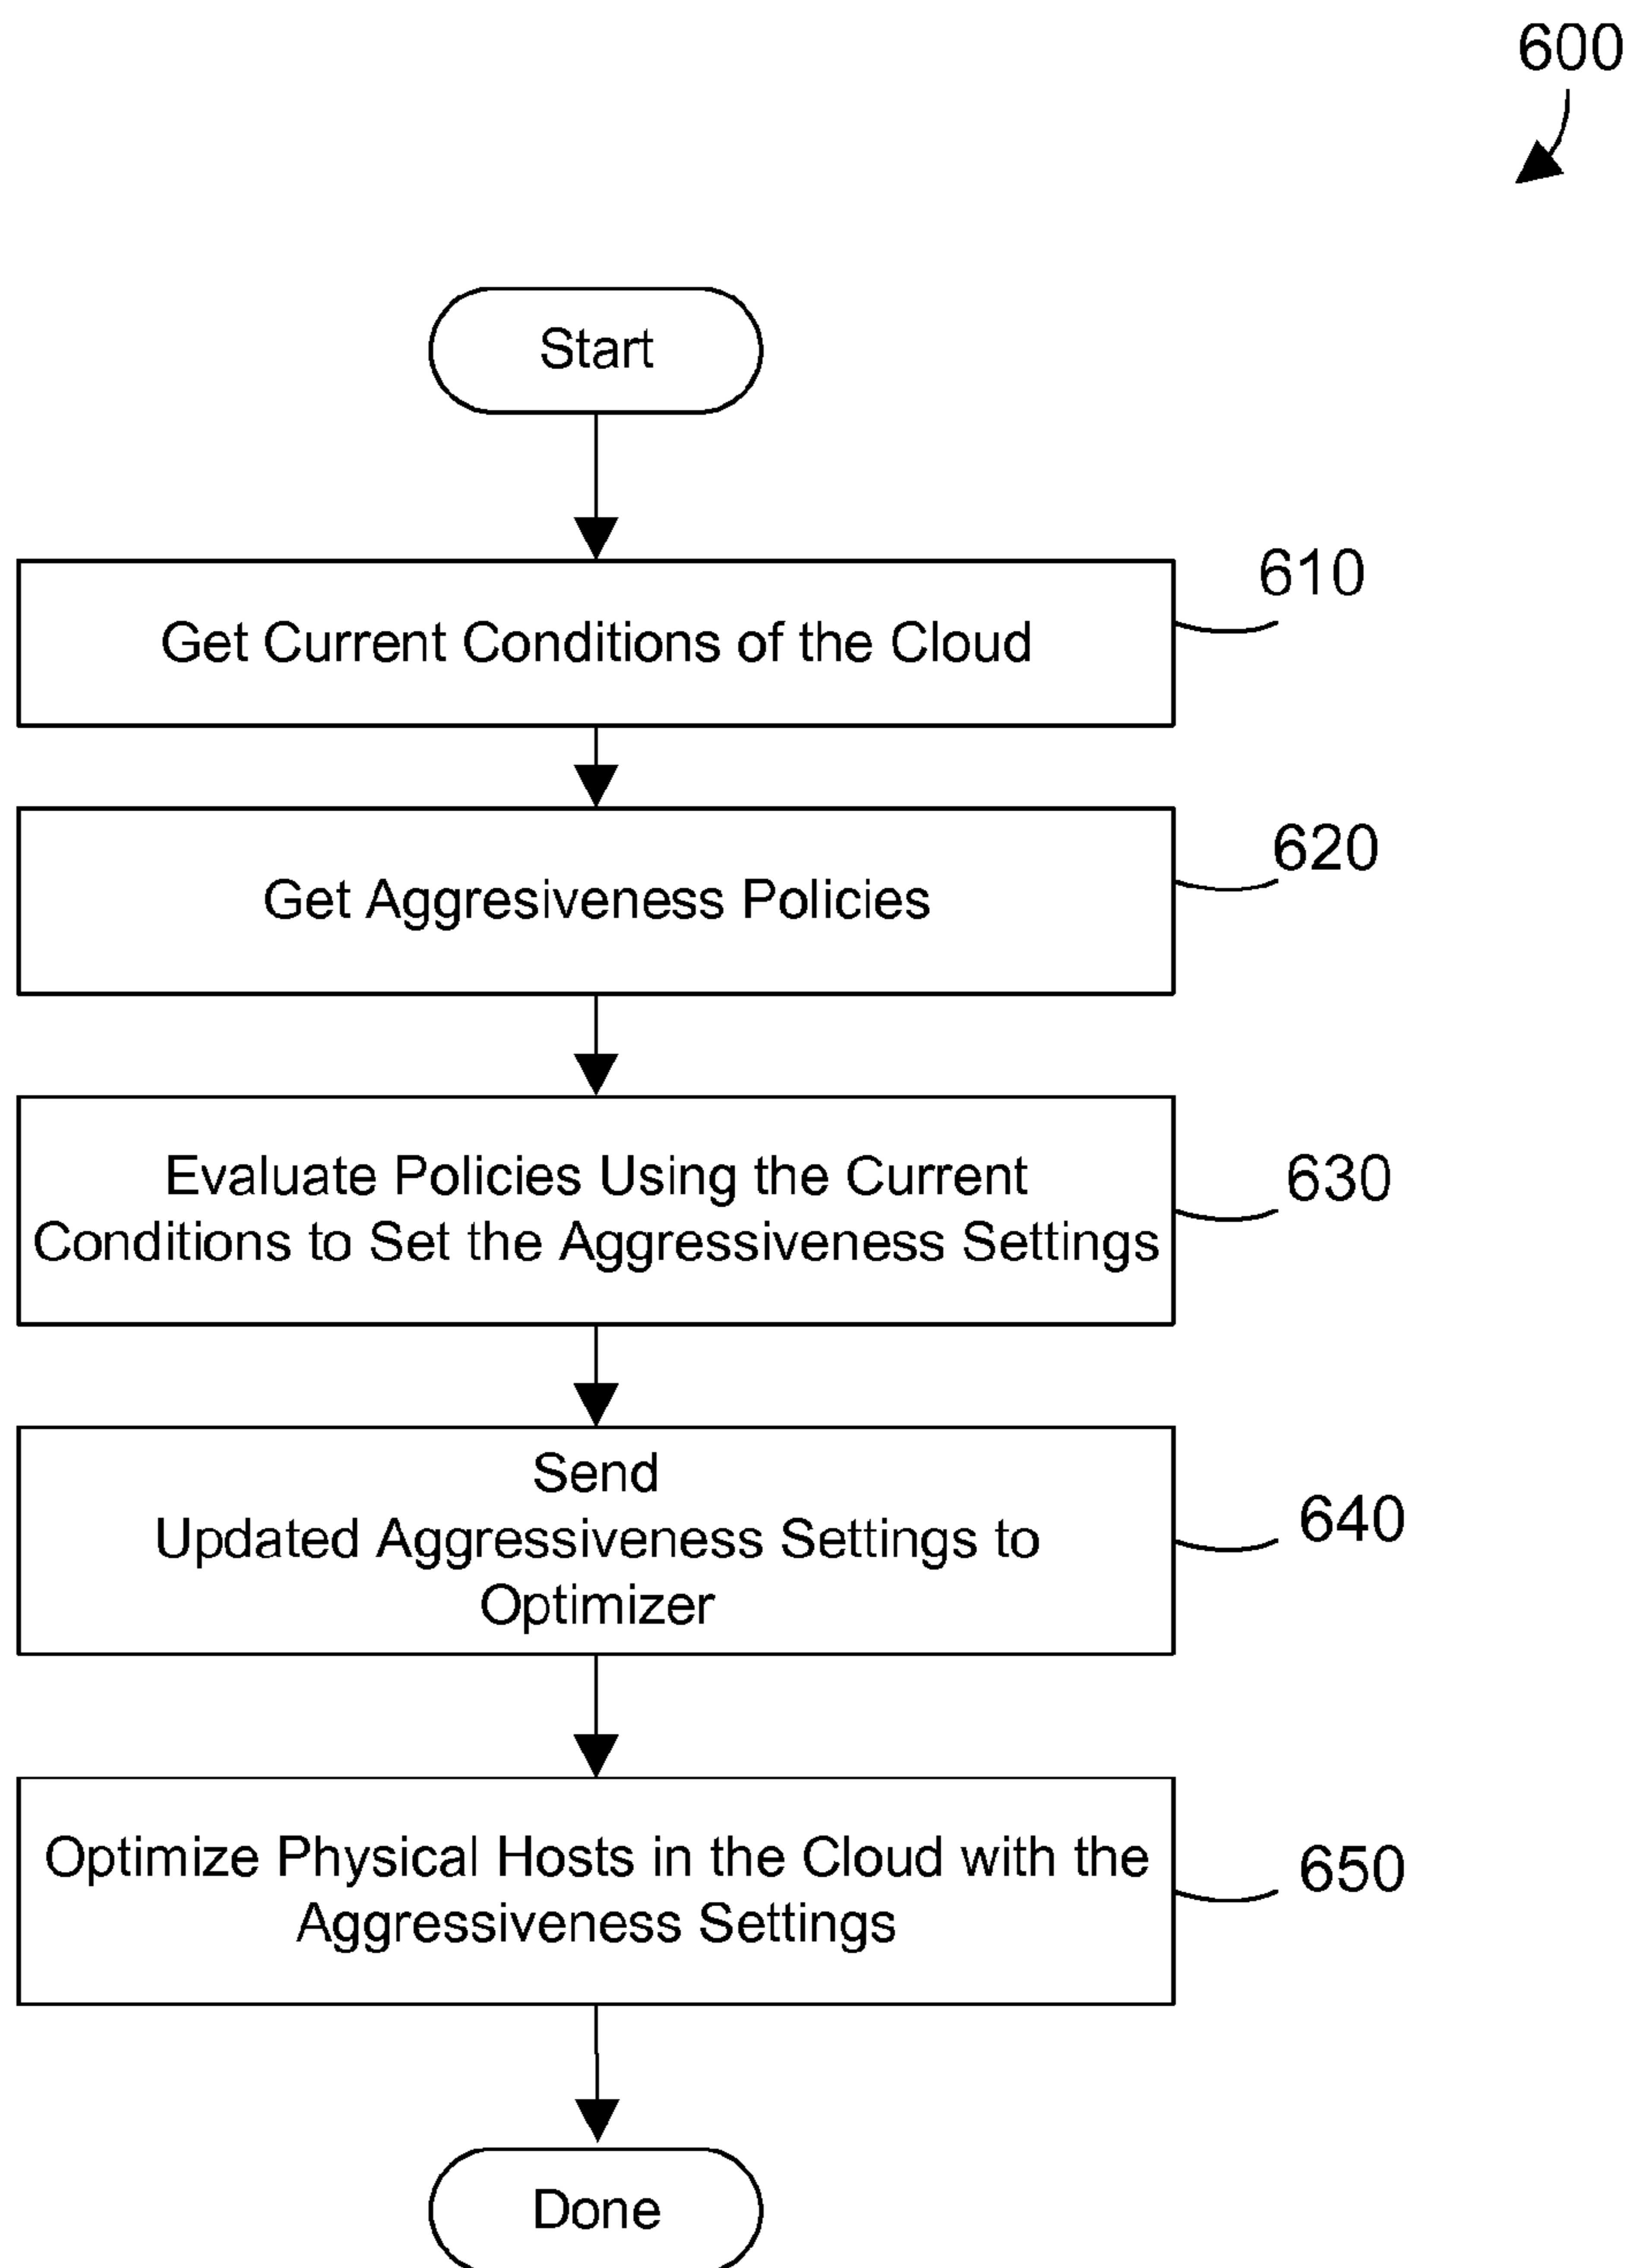 600
Start
Get Current Conditions of the Cloud
610
Get Aggresiveness Policies
620
Evaluate Policies Using the Current
Conditions to Set the Aggressiveness Settings
630
Send
Updated Aggressiveness Settings to
Optimizer
640
Optimize Physical Hosts in the Cloud with the
Aggressiveness Settings
650
Done